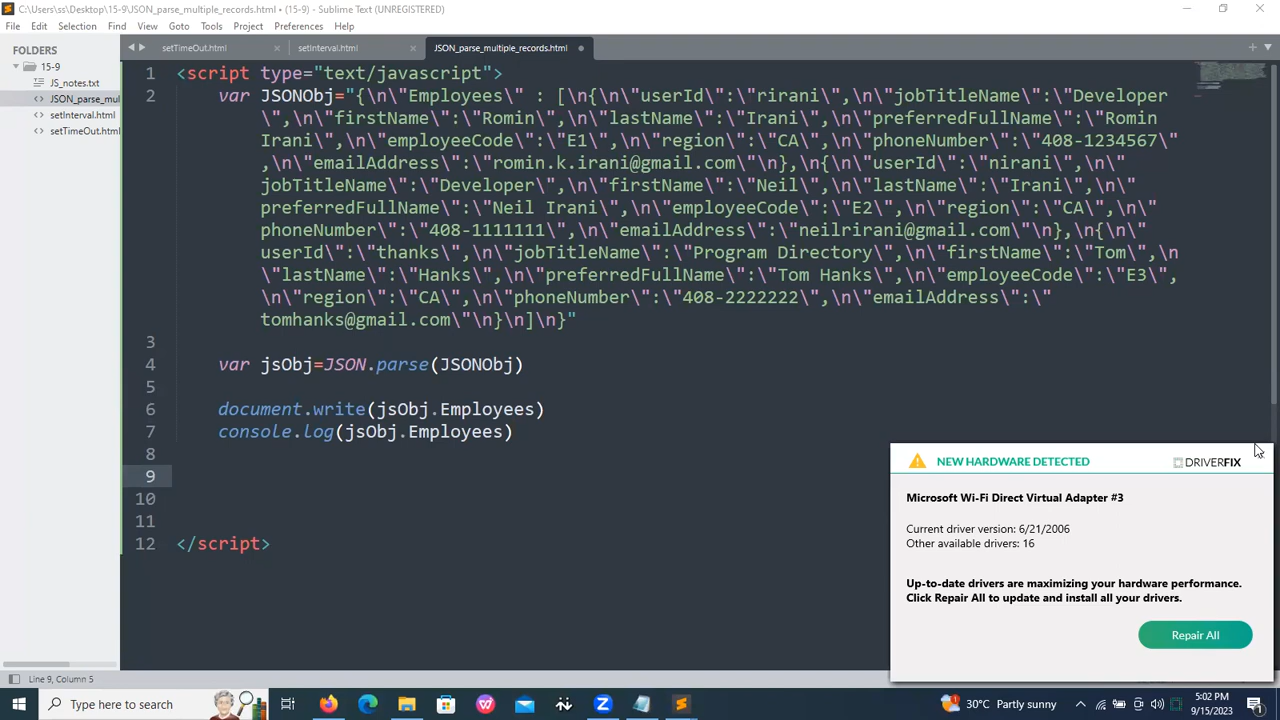 C:\Users\ss\Desktop\15-9\JSON_parse_multiple_records.html • (15-9) - Sublime Text (UNREGISTERED)
File Edit Selection Find View Goto Tools Project Preferences Help
FOLDERS
15-9
JS_notes.txt
JSON_parse_mul
setInterval.html
setTimeOut.html
setTimeOut.html setInterval.html JSON_parse_multiple_records.html
1 <script type="text/javascript">
2 var JSONObj="{\n\"Employees\" : [\n{\n\"userId\":\"rirani\",\n\"jobTitleName\":\"Developer
\",\n\"firstName\":\"Romin\",\n\"lastName\":\"Irani\",\n\"preferredFullName\":\"Romin
Irani\",\n\"employeeCode\":\"E1\",\n\"region\":\"CA\",\n\"phoneNumber\":\"408-1234567\"
,\n\"emailAddress\":\"romin.k.irani@gmail.com\"\n},\n{\n\"userId\":\"nirani\",\n\"
jobTitleName\":\"Developer\",\n\"firstName\":\"Neil\",\n\"lastName\":\"Irani\",\n\"
preferredFullName\":\"Neil Irani\",\n\"employeeCode\":\"E2\",\n\"region\":\"CA\",\n\"
phoneNumber\":\"408-1111111\",\n\"emailAddress\":\"neilrirani@gmail.com\"\n},\n{\n\"
userId\":\"thanks\",\n\"jobTitleName\":\"Program Directory\",\n\"firstName\":\"Tom\",\n
\"lastName\":\"Hanks\",\n\"preferredFullName\":\"Tom Hanks\",\n\"employeeCode\":\"E3\",
\n\"region\":\"CA\",\n\"phoneNumber\":\"408-2222222\",\n\"emailAddress\":\"
tomhanks@gmail.com\"\n}\n]\n}"
3
4 var jsObj=JSON.parse(JSONObj)
5
6 document.write(jsObj.Employees)
7 console.log(jsObj.Employees)
8
9
10
11
12 </script>
NEW HARDWARE DETECTED DRIVERFIX
Microsoft Wi-Fi Direct Virtual Adapter #3
Current driver version: 6/21/2006
Other available drivers: 16
Up-to-date drivers are maximizing your hardware performance.
Click Repair All to update and install all your drivers.
Repair All
Line 9, Column 5
Type here to search
30°C Partly sunny
5:02 PM
9/15/2023